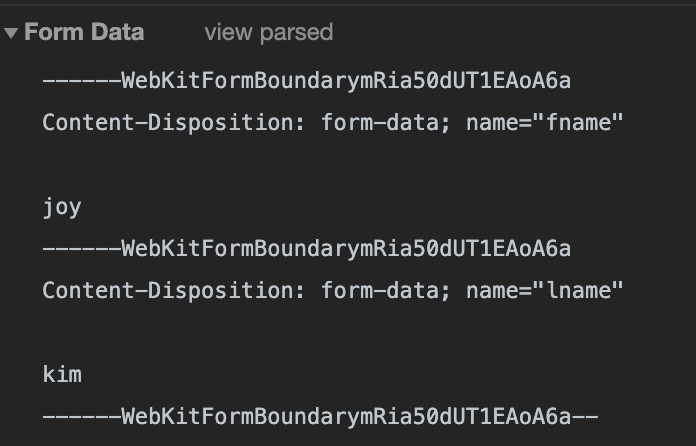 Form Data view parsed
------WebKitFormBoundarymRia50dUT1EAoA6a
Content-Disposition: form-data; name="fname"
joy
------WebKitFormBoundarymRia50dUT1EAoA6a
Content-Disposition: form-data; name="lname"
kim
------WebKitFormBoundarymRia50dUT1EAoA6a--